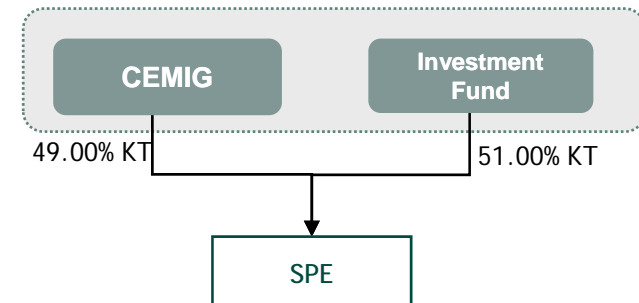 CEMIG
Investment
Fund
49.00% KT
51.00% KT
SPE